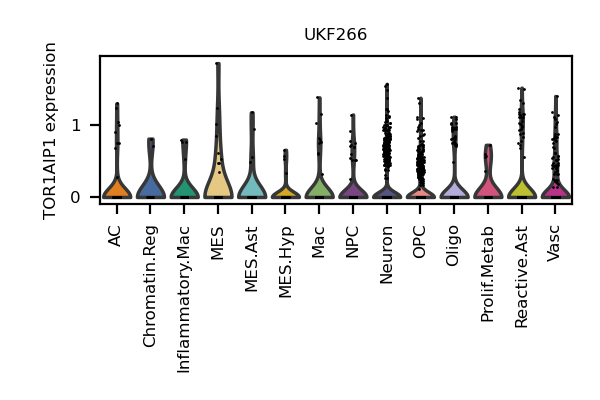 UKF266
TOR1AIP1 expression
1
0
AC
Chromatin.Reg
Inflammatory.Mac
MES
MES.Ast
MES.Hyp
Mac
NPC
Neuron
OPC
Oligo
Prolif.Metab
Reactive.Ast
Vasc